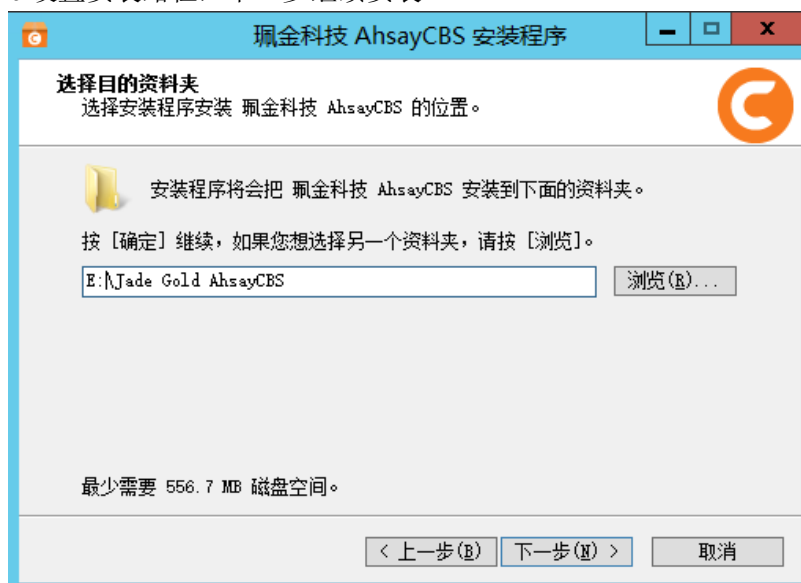 珮金科技 AhsayCBS 安装程序
选择目的资料夹
选择安装程序安装 珮金科技 AhsayCBS 的位置。
安装程序将会把 珮金科技 AhsayCBS 安装到下面的资料夹。
按 [确定] 继续，如果您想选择另一个资料夹，请按 [浏览]。
E:\Jade Gold AhsayCBS
浏览(R)...
最少需要 556.7 MB 磁盘空间。
< 上一步(B) 下一步(N) > 取消